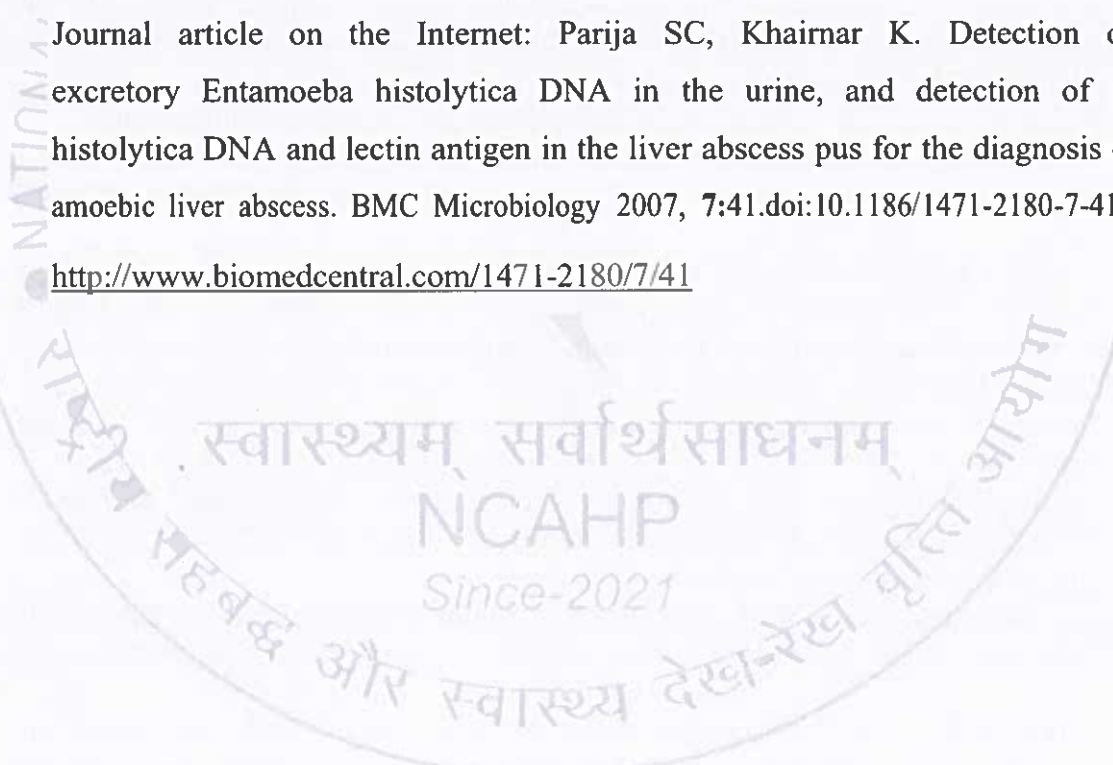 Journal article on the Internet: Parija SC, Khairnar K. Detection
excretory Entamoeba histolytica DNA in the urine, and detection of
histolytica DNA and lectin antigen in the liver abscess pus for the diagnosis
amoebic liver abscess. BMC Microbiology 2007, 7:41.doi:10.1186/1471-2180-7-41
http://www.biomedcentral.com/1471-2180/7/41
स्वास्थ्यम् सर्वार्थसाधनम्
NCAHP
Since-2021
राष्ट्रीय सहबद्ध और स्वास्थ्य देख-रेख वृत्ति आयोग